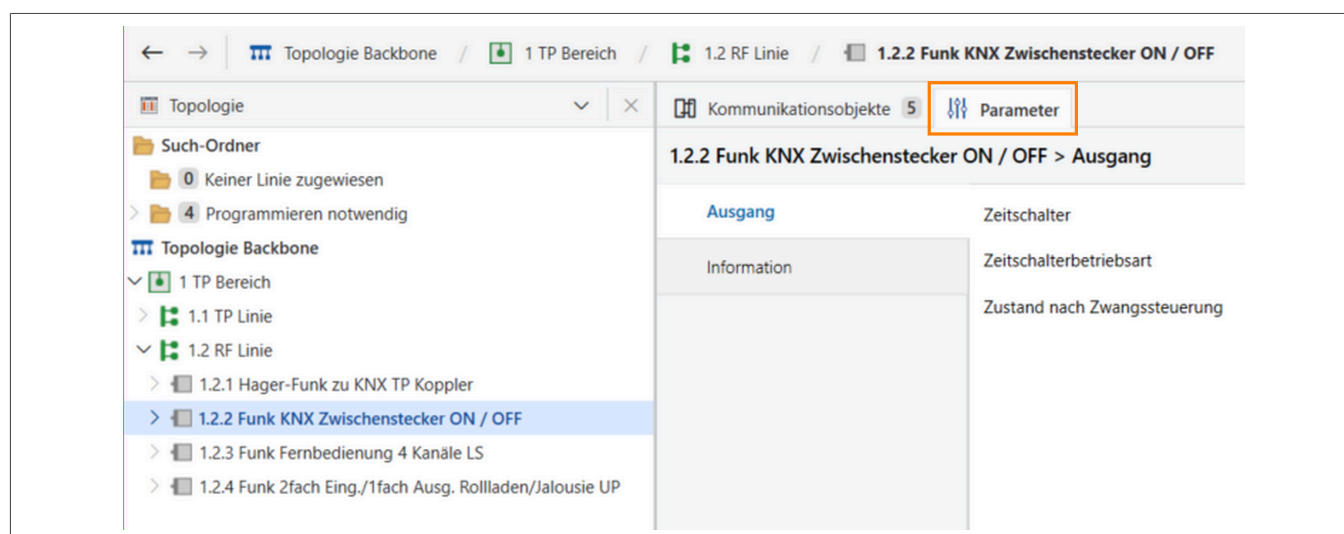 Topologie Backbone / 1 TP Bereich / 1.2 RF Linie / 1.2.2 Funk KNX Zwischenstecker ON / OFF
Topologie
Kommunikationsobjekte 5 Parameter
Such-Ordner
0 Keiner Linie zugewiesen
4 Programmieren notwendig
Topologie Backbone
1 TP Bereich
1.1 TP Linie
1.2 RF Linie
1.2.1 Hager-Funk zu KNX TP Koppler
1.2.2 Funk KNX Zwischenstecker ON / OFF
1.2.3 Funk Fernbedienung 4 Kanäle LS
1.2.4 Funk 2fach Eing./1fach Ausg. Rollladen/Jalousie UP
1.2.2 Funk KNX Zwischenstecker ON / OFF > Ausgang
Ausgang
Information
Zeitschalter
Zeitschalterbetriebsart
Zustand nach Zwangssteuerung